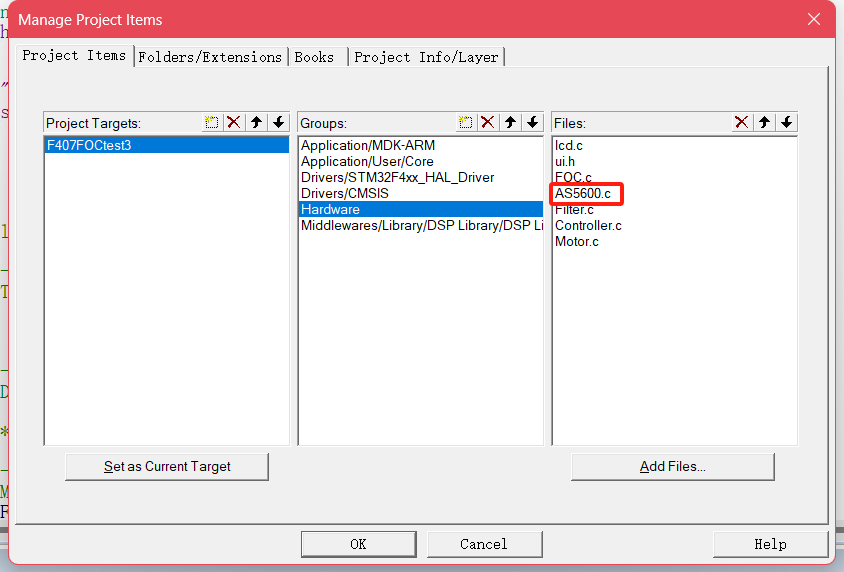 Manage Project Items
Project Items Folders/Extensions Books Project Info/Layer
Project Targets:
F407FOCtest3
Set as Current Target
Groups:
Application/MDK-ARM
Application/User/Core
Drivers/STM32F4xx_HAL_Driver
Drivers/CMSIS
Hardware
Middlewares/Library/DSP Library/DSP Li
Files:
lcd.c
ui.h
FOC.c
AS5600.c
Filter.c
Controller.c
Motor.c
Add Files...
OK Cancel Help